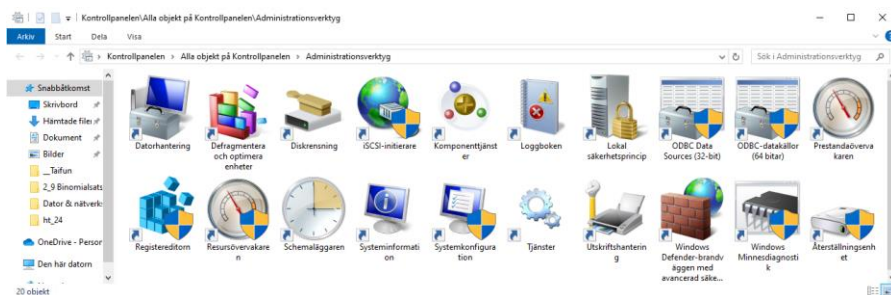 Kontrollpanelen\Alla objekt på Kontrollpanelen\Administrationsverktyg
Arkiv Start Dela Visa
Kontrollpanelen > Alla objekt på Kontrollpanelen > Administrationsverktyg
Sök i Administrationsverktyg
Snabbåtkomst
Skrivbord
Hämtade filer
Dokument
Bilder
__Taifun
2_9 Binomialsats
Dator & nätverk
ht_24
OneDrive - Person
Den här datorn
Datorhantering
Defragmentera
och optimera
enheter
Diskrensning
iSCSI-initierare
Komponenttjänst
er
Loggboken
Lokal
säkerhetsprincip
ODBC Data
Sources (32-bit)
ODBC-datakällor
(64 bitar)
Prestandaöverva
karen
Registereditorn
Resursövervakare
n
Schemaläggaren
Systeminformati
on
Systemkonfigura
tion
Tjänster
Utskriftshanterin
g
Windows
Defender-brandv
äggen med
avancerad säke...
Windows
Minnesdiagnosti
k
Återställningsenh
et
20 objekt